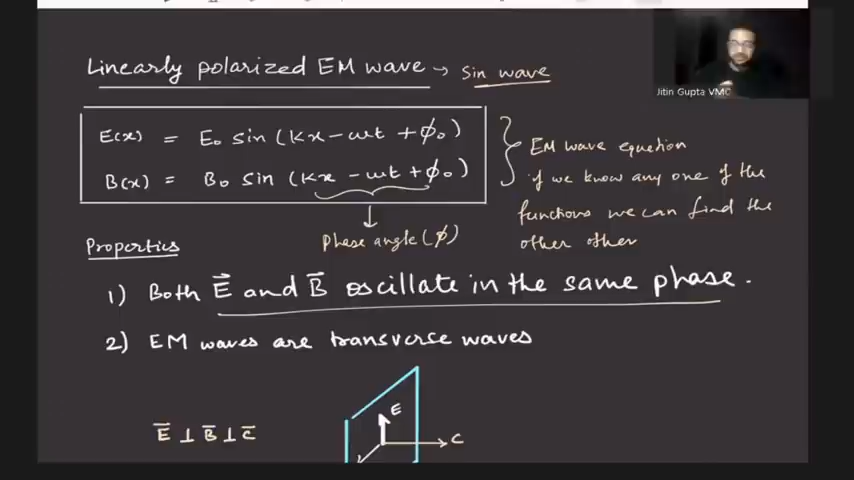 Linearly polarized EM wave → Sin wave
Jitin Gupta VMC
E(x) = E₀ sin (kx - ωt + ϕ₀)
B(x) = B₀ sin (kx - ωt + ϕ₀)
EM wave equation
if we know any one of the
functions we can find the
other other
Phase angle (ϕ)
Properties
1) Both E⃗ and B⃗ oscillate in the same phase.
2) EM waves are transverse waves
E
C
E̅ ⊥ B̅ ⊥ C̅